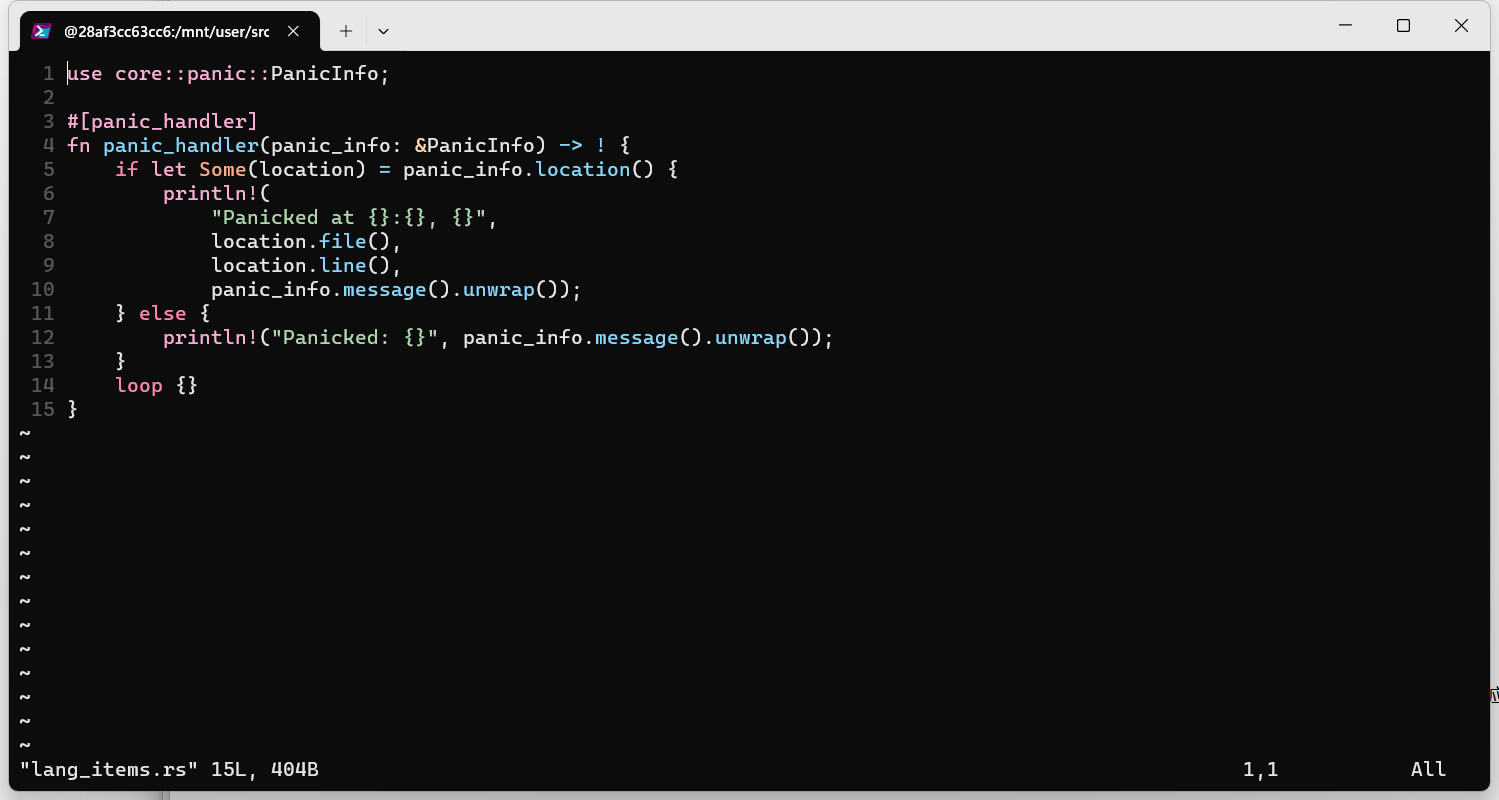 @28af3cc63cc6:/mnt/user/src
1 use core::panic::PanicInfo;
2
3 #[panic_handler]
4 fn panic_handler(panic_info: &PanicInfo) -> ! {
5     if let Some(location) = panic_info.location() {
6         println!(
7             "Panicked at {}:{}, {}",
8             location.file(),
9             location.line(),
10             panic_info.message().unwrap());
11     } else {
12         println!("Panicked: {}", panic_info.message().unwrap());
13     }
14     loop {}
15 }
~
~
~
~
~
~
~
~
~
~
~
~
~
~
"lang_items.rs" 15L, 404B 1,1 All